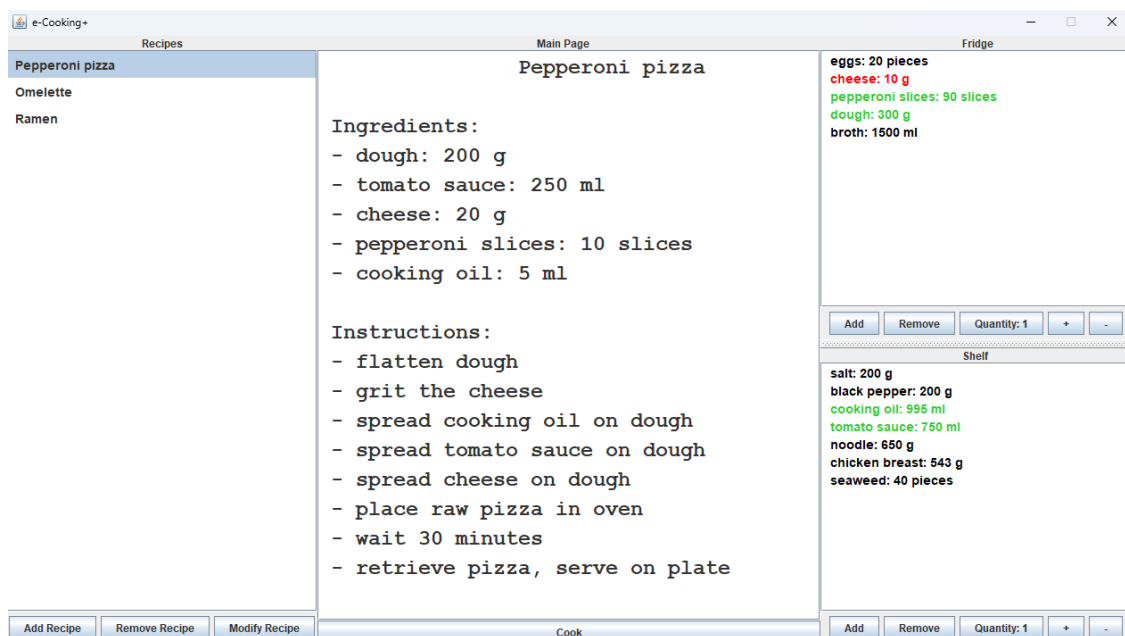 e-Cooking+
Recipes
Pepperoni pizza
Omelette
Ramen
Add Recipe
Remove Recipe
Modify Recipe
Main Page
Pepperoni pizza
Ingredients:
- dough: 200 g
- tomato sauce: 250 ml
- cheese: 20 g
- pepperoni slices: 10 slices
- cooking oil: 5 ml
Instructions:
- flatten dough
- grit the cheese
- spread cooking oil on dough
- spread tomato sauce on dough
- spread cheese on dough
- place raw pizza in oven
- wait 30 minutes
- retrieve pizza, serve on plate
Cook
Fridge
eggs: 20 pieces
cheese: 10 g
pepperoni slices: 90 slices
dough: 300 g
broth: 1500 ml
Add
Remove
Quantity: 1
+
-
Shelf
salt: 200 g
black pepper: 200 g
cooking oil: 995 ml
tomato sauce: 750 ml
noodle: 650 g
chicken breast: 543 g
seaweed: 40 pieces
Add
Remove
Quantity: 1
+
-